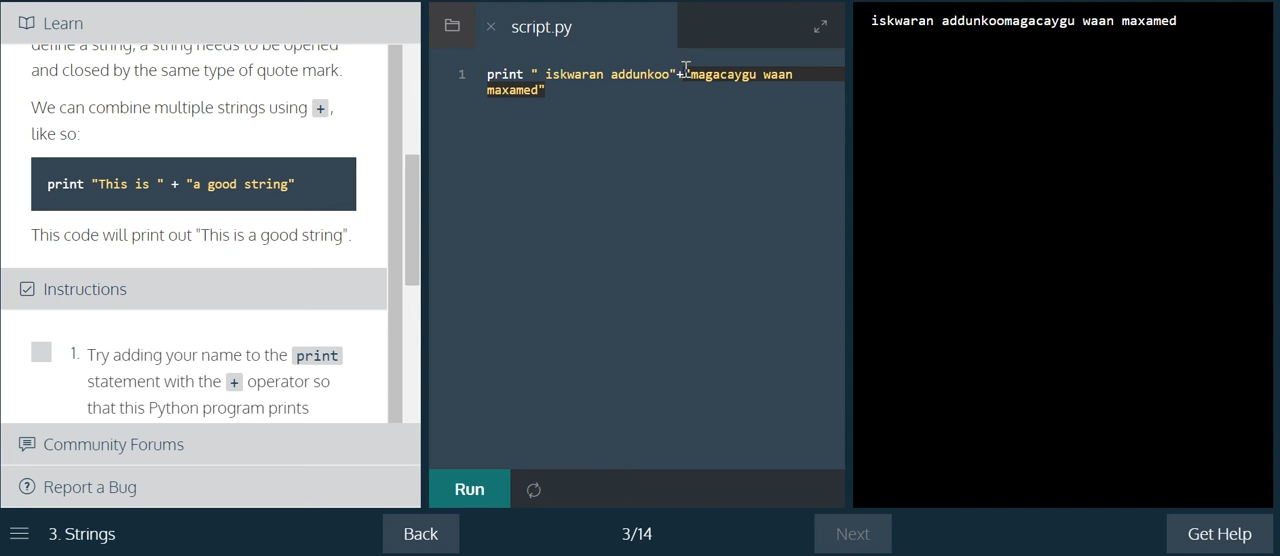 Learn
define a string, a string needs to be opened
and closed by the same type of quote mark.
We can combine multiple strings using +,
like so:
print "This is " + "a good string"
This code will print out "This is a good string".
Instructions
1. Try adding your name to the print
statement with the + operator so
that this Python program prints
Community Forums
Report a Bug
script.py
1 print " iskwaran addunkoo"+"magacaygu waan
maxamed"
Run
iskwaran addunkoomagacaygu waan maxamed
3. Strings
Back
3/14
Next
Get Help